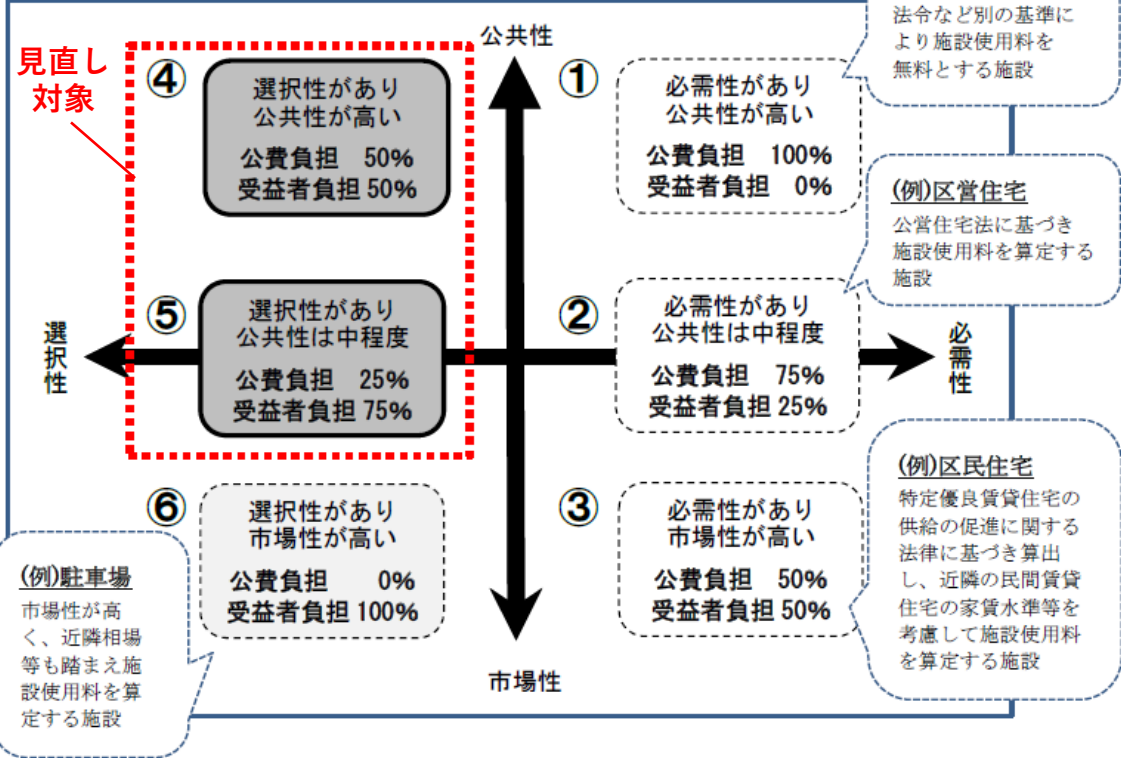 公共性
見直し
対象
④
選択性があり
公共性が高い
公費負担 50%
受益者負担 50%
①
必需性があり
公共性が高い
公費負担 100%
受益者負担 0%
法令など別の基準に
より施設使用料を
無料とする施設
(例)区営住宅
公営住宅法に基づき
施設使用料を算定する
施設
選択性
⑤
選択性があり
公共性は中程度
公費負担 25%
受益者負担 75%
②
必需性があり
公共性は中程度
公費負担 75%
受益者負担 25%
必需性
⑥
選択性があり
市場性が高い
公費負担 0%
受益者負担 100%
③
必需性があり
市場性が高い
公費負担 50%
受益者負担 50%
(例)区民住宅
特定優良賃貸住宅の
供給の促進に関する
法律に基づき算出
し、近隣の民間賃貸
住宅の家賃水準等を
考慮して施設使用料
を算定する施設
(例)駐車場
市場性が高
く、近隣相場
等も踏まえ施
設使用料を算
定する施設
市場性